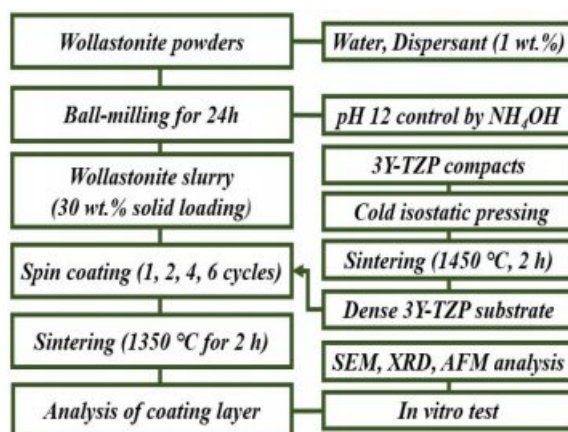 Wollastonite powders
Water, Dispersant (1 wt.%)
Ball-milling for 24h
pH 12 control by NH₄OH
Wollastonite slurry
(30 wt.% solid loading)
3Y-TZP compacts
Cold isostatic pressing
Spin coating (1, 2, 4, 6 cycles)
Sintering (1450 °C, 2 h)
Dense 3Y-TZP substrate
Sintering (1350 °C for 2 h)
SEM, XRD, AFM analysis
Analysis of coating layer
In vitro test